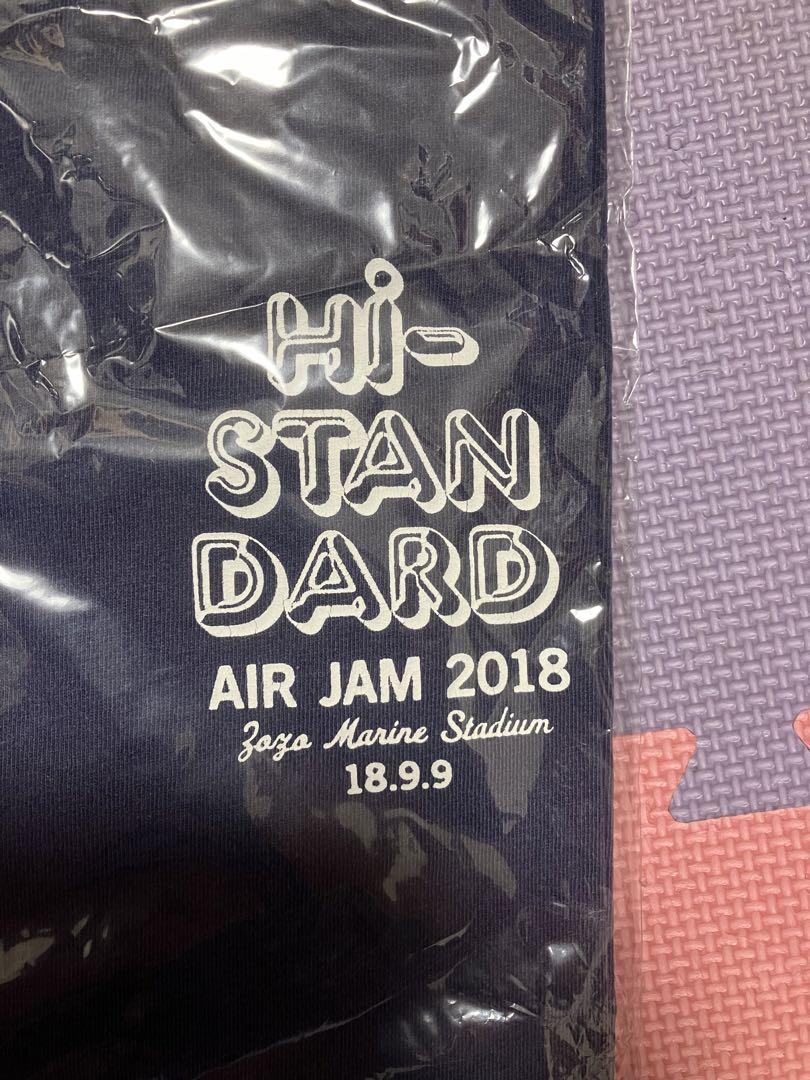 Hi-
STAN
DARD
AIR JAM 2018
Zozo Marine Stadium
18.9.9